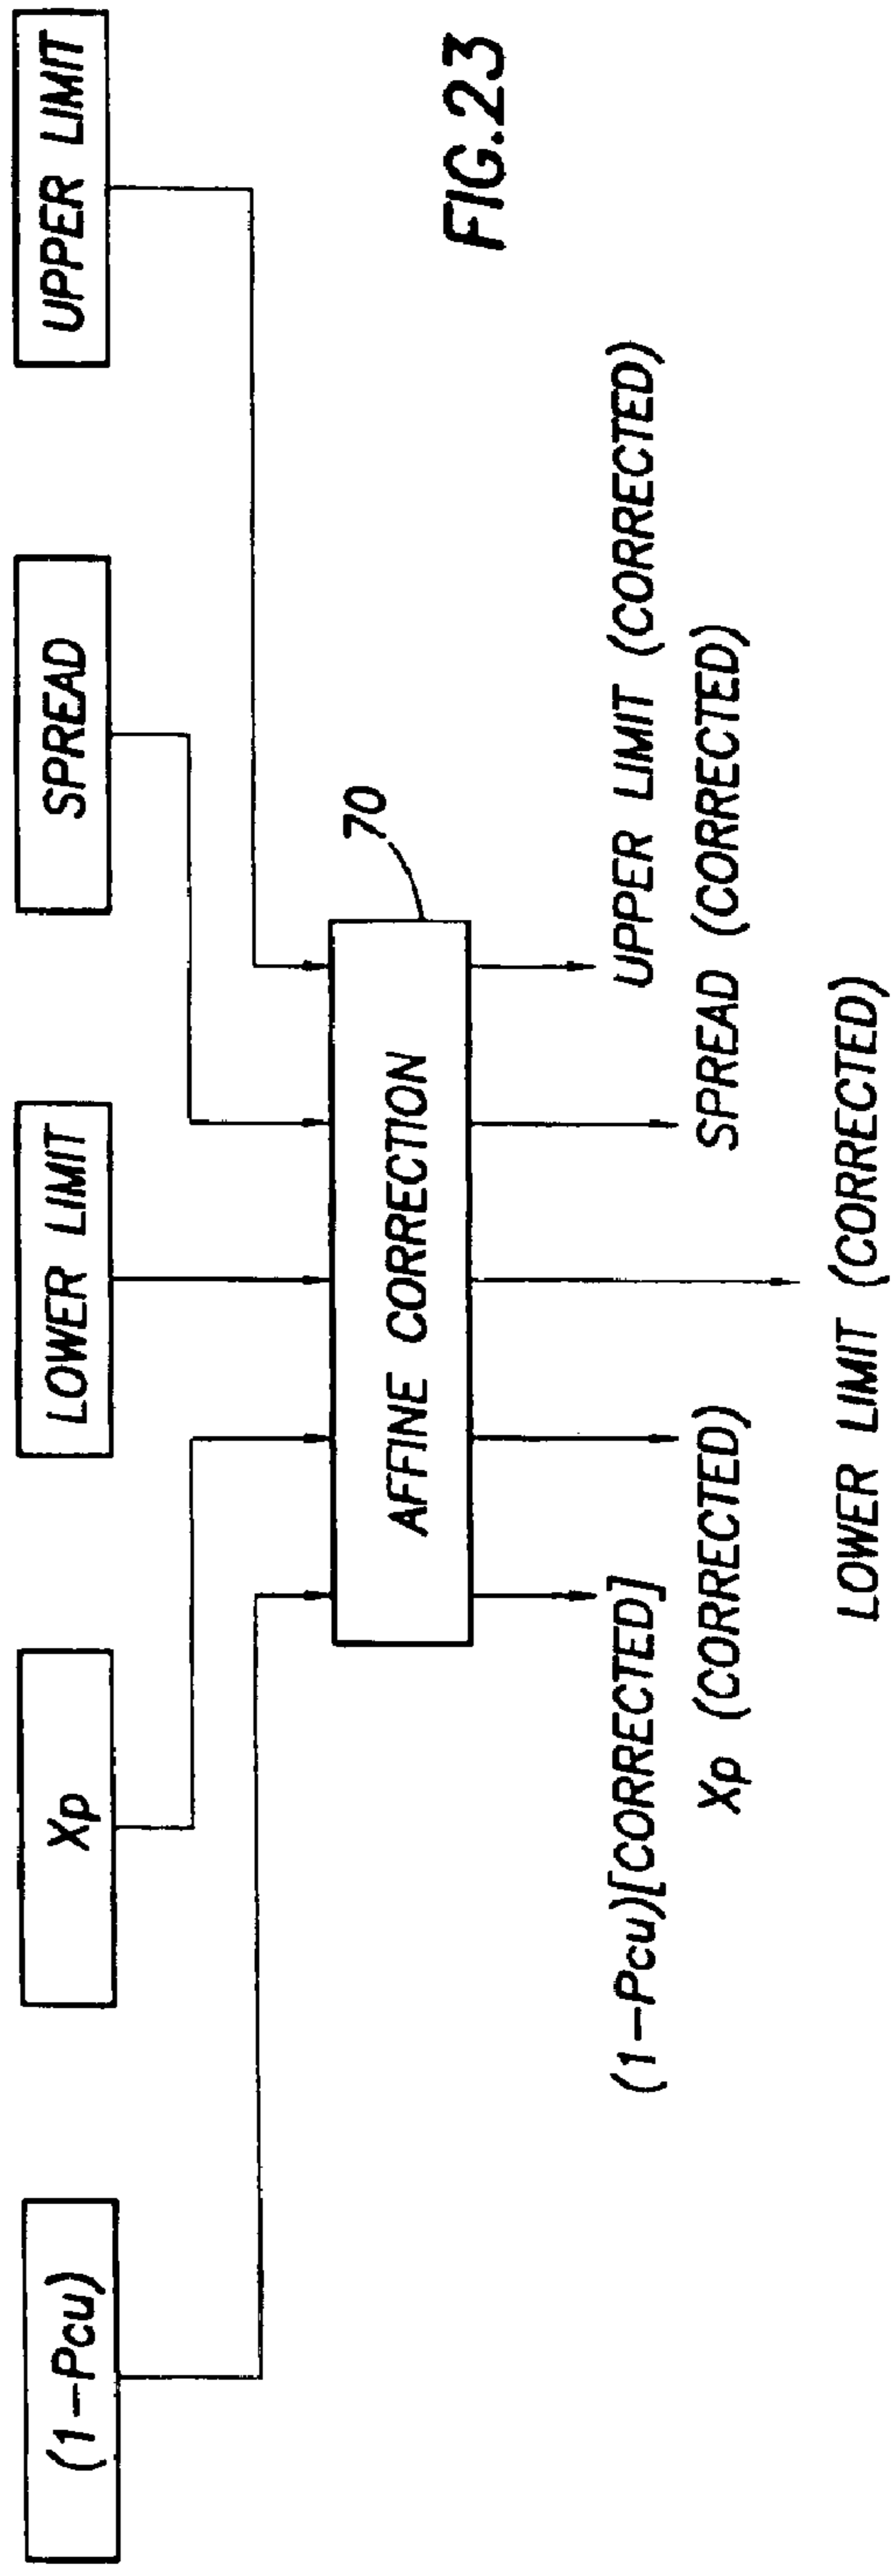 (1-Pcu)
Xp
LOWER LIMIT
SPREAD
UPPER LIMIT
70
AFFINE CORRECTION
FIG.23
(1-Pcu)[CORRECTED]
UPPER LIMIT (CORRECTED)
Xp (CORRECTED)
SPREAD (CORRECTED)
LOWER LIMIT (CORRECTED)